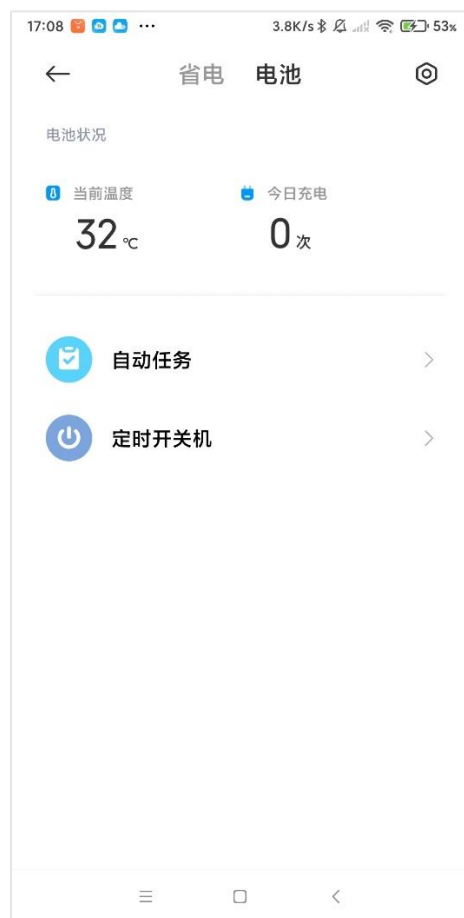 17:08 ... 3.8K/s 53%
省电 电池
电池状况
当前温度 今日充电
32 ℃ 0 次
自动任务
定时开关机